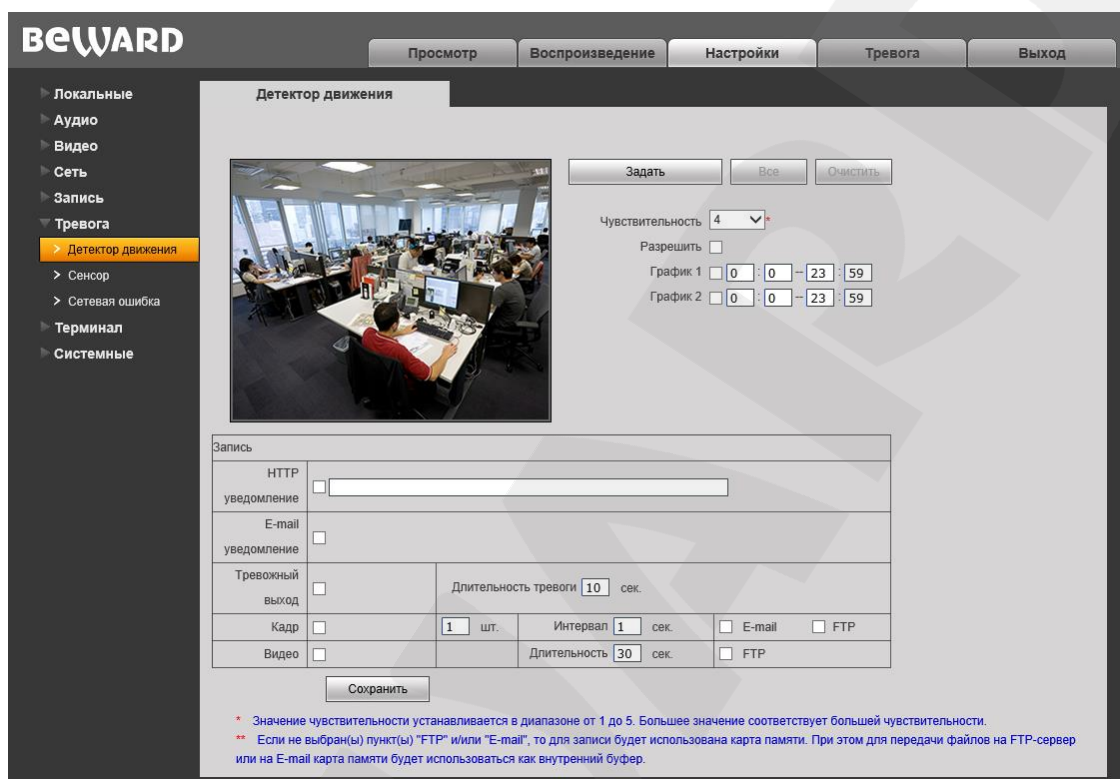 BEWARD
Просмотр Воспроизведение Настройки Тревога Выход
Локальные
Аудио
Видео
Сеть
Запись
Тревога
Детектор движения
Сенсор
Сетевая ошибка
Терминал
Системные
Детектор движения
Задать Все Очистить
Чувствительность 4 *
Разрешить
График 1 0 : 0 -- 23 : 59
График 2 0 : 0 -- 23 : 59
Запись
HTTP
уведомление
E-mail
уведомление
Тревожный
выход
Длительность тревоги 10 сек.
Кадр 1 шт. Интервал 1 сек. E-mail FTP
Видео Длительность 30 сек. FTP
Сохранить
* Значение чувствительности устанавливается в диапазоне от 1 до 5. Большее значение соответствует большей чувствительности.
** Если не выбран(ы) пункт(ы) "FTP" и/или "E-mail", то для записи будет использована карта памяти. При этом для передачи файлов на FTP-сервер
или на E-mail карта памяти будет использоваться как внутренний буфер.